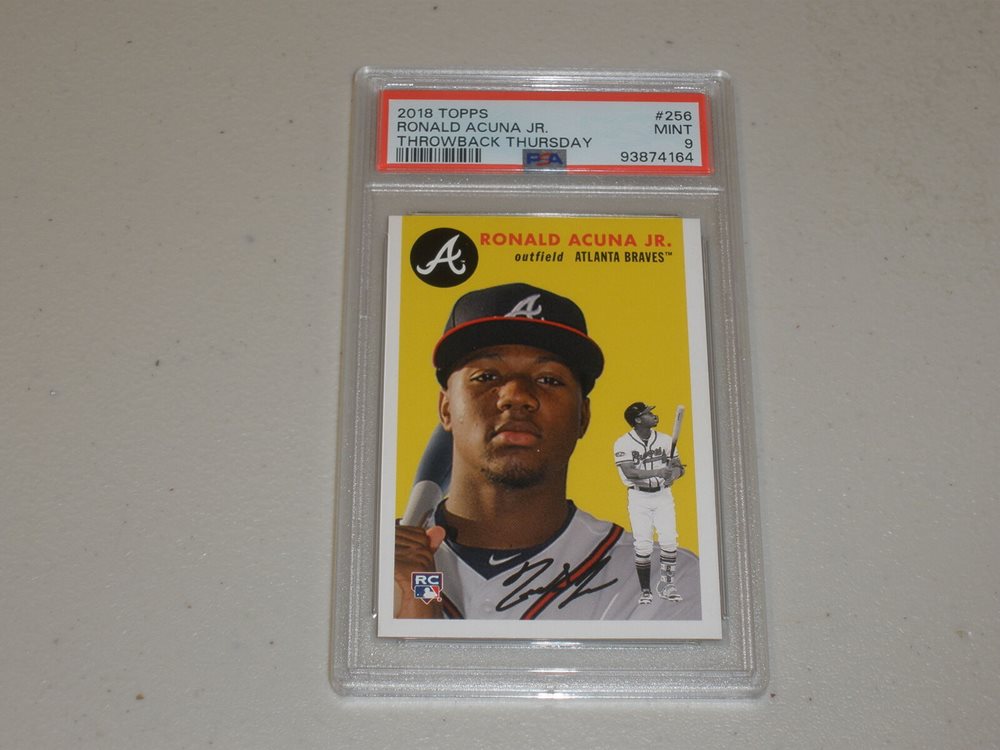 2018 TOPPS #256
RONALD ACUNA JR. MINT
THROWBACK THURSDAY 9
PSA 93874164
A RONALD ACUNA JR.
outfield ATLANTA BRAVES™
A
Braves
RC